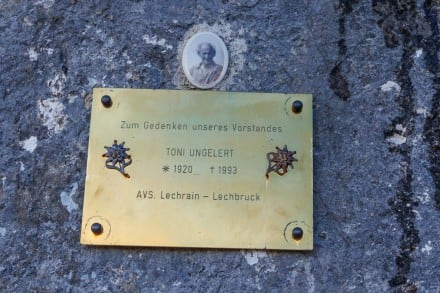 Zum Gedenken unseres Vorstandes
TONI UNGELERT
* 1920 † 1993
AVS. Lechrain – Lechbruck